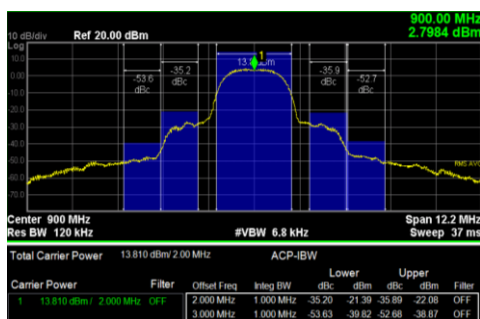 900.00 MHz
10 dB/div Ref 20.00 dBm 2.7984 dBm
Log
10.0
0.00
-10.0
-20.0
-30.0
-40.0
-50.0
-60.0
-70.0
1
-53.6 dBc
-35.2 dBc
-35.9 dBc
-52.7 dBc
RMS AVG
Center 900 MHz Span 12.2 MHz
Res BW 120 kHz #VBW 6.8 kHz Sweep 37 ms
Total Carrier Power 13.810 dBm/ 2.00 MHz ACP-IBW
Lower Upper
Carrier Power Filter Offset Freq Integ BW dBc dBm dBc dBm Filter
1 13.810 dBm / 2.000 MHz OFF 2.000 MHz 1.000 MHz -35.20 -21.39 -35.89 -22.08 OFF
3.000 MHz 1.000 MHz -53.63 -39.82 -52.68 -38.87 OFF